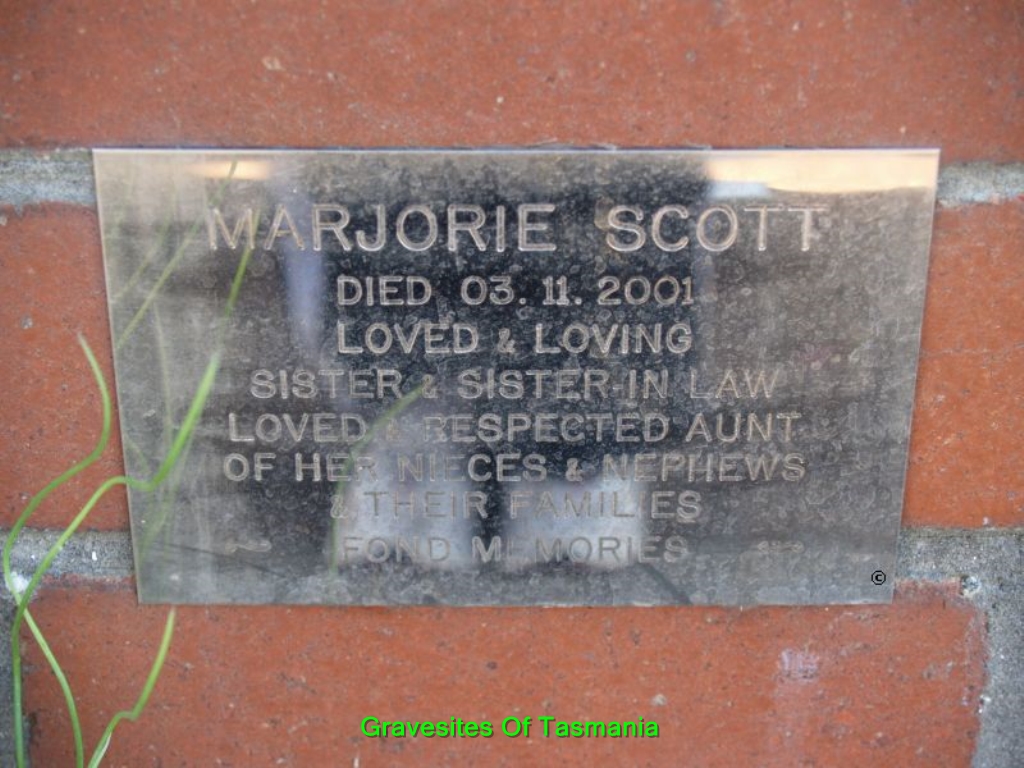 MARJORIE SCOTT
DIED 03. 11. 2001
LOVED & LOVING
SISTER & SISTER-IN LAW
LOVED & RESPECTED AUNT
OF HER NIECES & NEPHEWS
& THEIR FAMILIES
~ FOND MEMORIES ~
©
Gravesites Of Tasmania